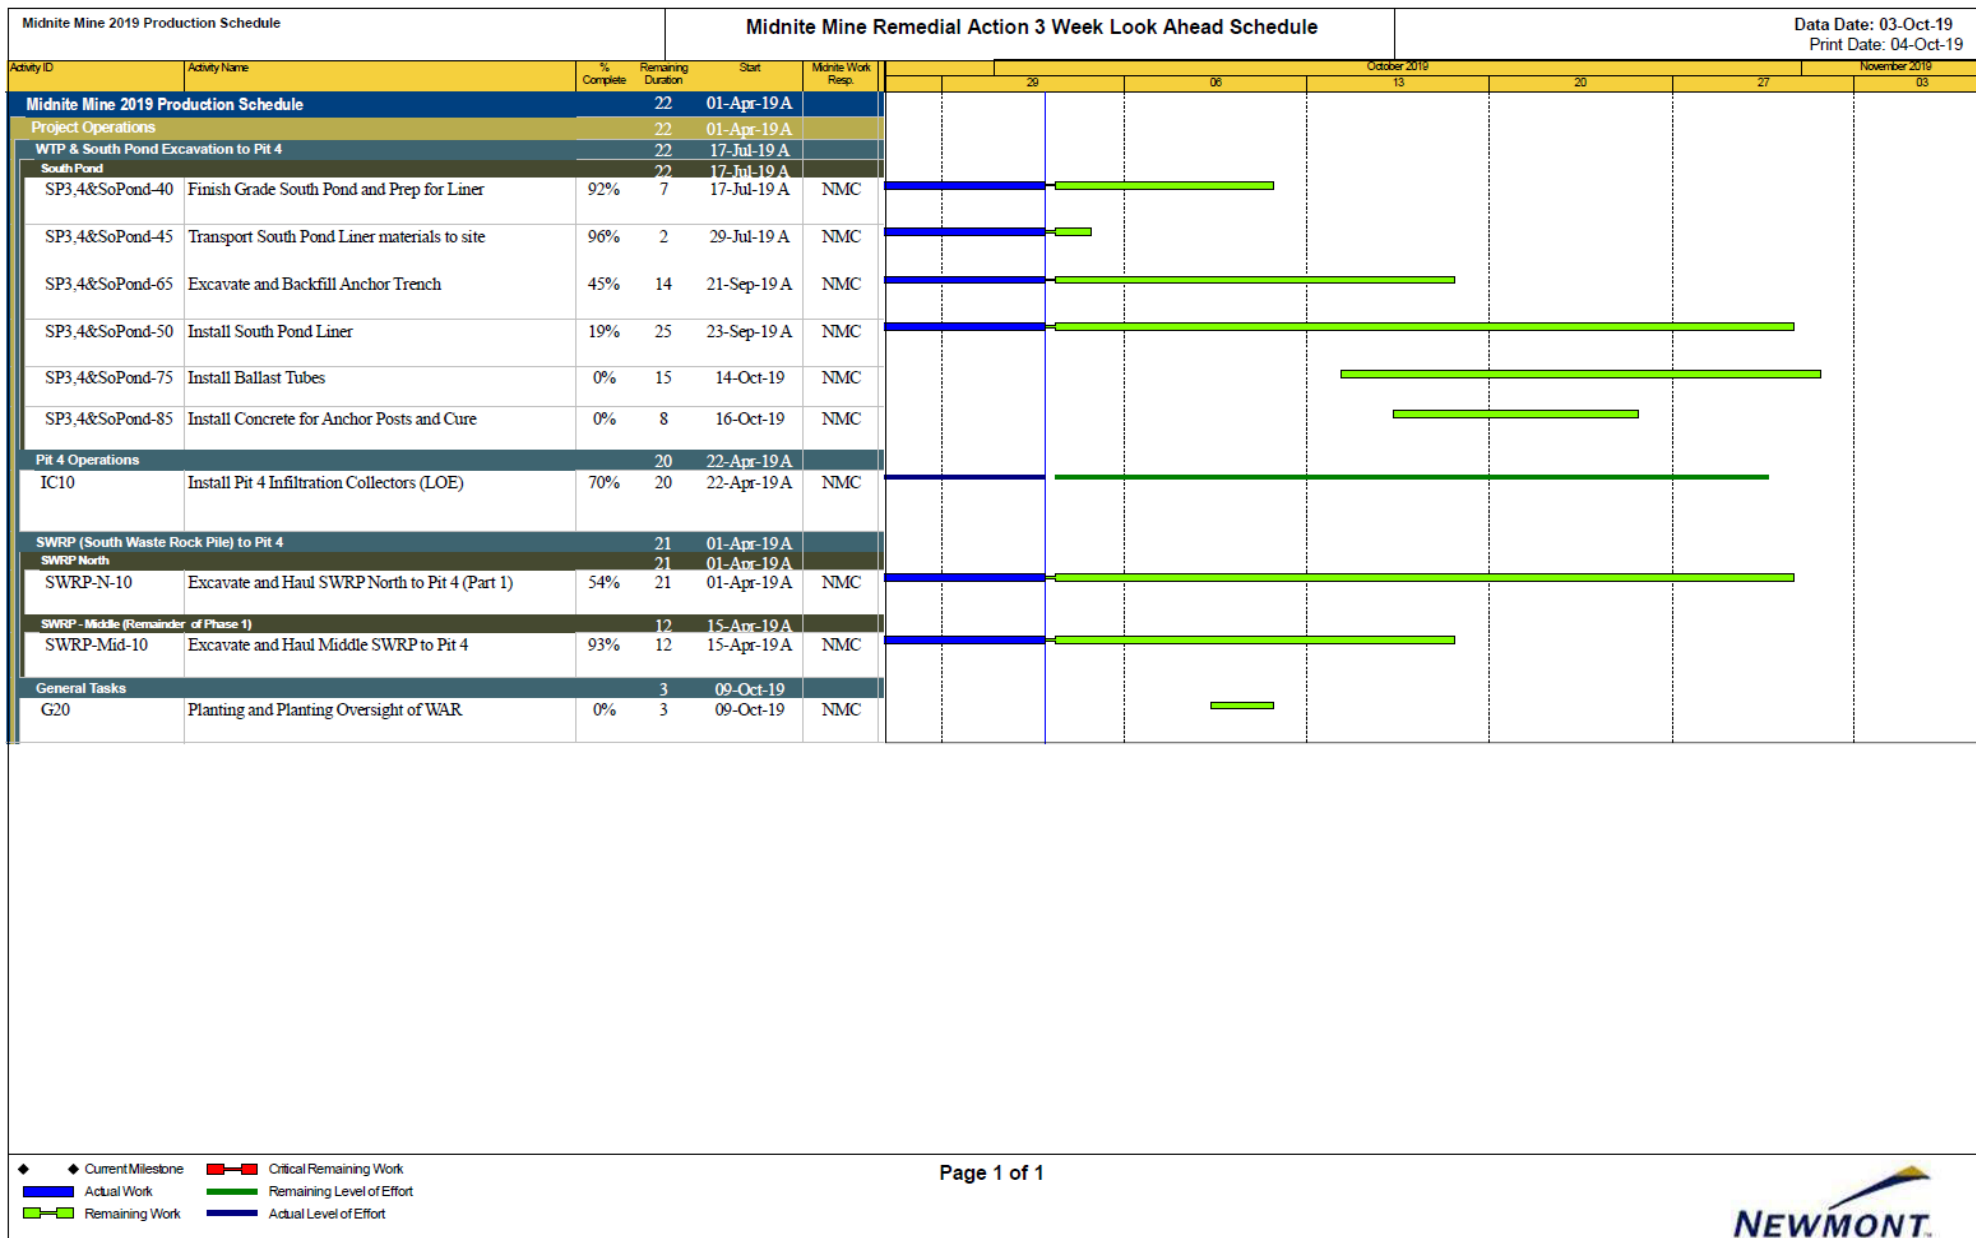 Midnite Mine 2019 Production Schedule
Midnite Mine Remedial Action 3 Week Look Ahead Schedule
Data Date: 03-Oct-19
Print Date: 04-Oct-19
Activity ID Activity Name % Complete Remaining Duration Start Midnite Work Resp. October 2019 November 2019
29 06 13 20 27 03
Midnite Mine 2019 Production Schedule 22 01-Apr-19 A
Project Operations 22 01-Apr-19 A
WTP & South Pond Excavation to Pit 4 22 17-Jul-19 A
South Pond 22 17-Jul-19 A
SP3,4&SoPond-40 Finish Grade South Pond and Prep for Liner 92% 7 17-Jul-19 A NMC
SP3,4&SoPond-45 Transport South Pond Liner materials to site 96% 2 29-Jul-19 A NMC
SP3,4&SoPond-65 Excavate and Backfill Anchor Trench 45% 14 21-Sep-19 A NMC
SP3,4&SoPond-50 Install South Pond Liner 19% 25 23-Sep-19 A NMC
SP3,4&SoPond-75 Install Ballast Tubes 0% 15 14-Oct-19 NMC
SP3,4&SoPond-85 Install Concrete for Anchor Posts and Cure 0% 8 16-Oct-19 NMC
Pit 4 Operations 20 22-Apr-19 A
IC10 Install Pit 4 Infiltration Collectors (LOE) 70% 20 22-Apr-19 A NMC
SWRP (South Waste Rock Pile) to Pit 4 21 01-Apr-19 A
SWRP North 21 01-Apr-19 A
SWRP-N-10 Excavate and Haul SWRP North to Pit 4 (Part 1) 54% 21 01-Apr-19 A NMC
SWRP - Middle (Remainder of Phase 1) 12 15-Apr-19 A
SWRP-Mid-10 Excavate and Haul Middle SWRP to Pit 4 93% 12 15-Apr-19 A NMC
General Tasks 3 09-Oct-19
G20 Planting and Planting Oversight of WAR 0% 3 09-Oct-19 NMC
Current Milestone Critical Remaining Work
Actual Work Remaining Level of Effort
Remaining Work Actual Level of Effort
Page 1 of 1
NEWMONT